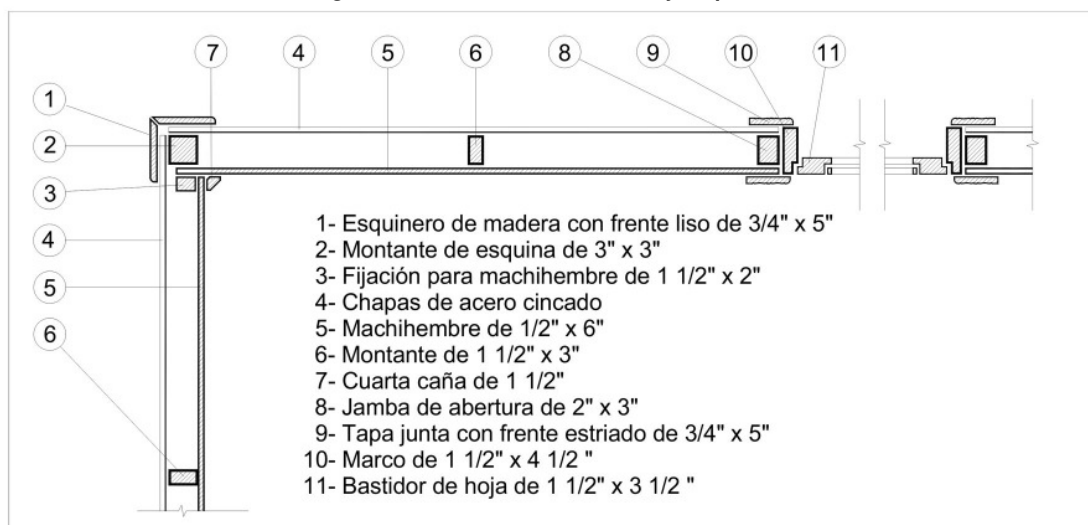 7 4 5 6 8 9 10 11
1
2
3
4
5
6
1- Esquinero de madera con frente liso de 3/4" x 5"
2- Montante de esquina de 3" x 3"
3- Fijación para machihembre de 1 1/2" x 2"
4- Chapas de acero cincado
5- Machihembre de 1/2" x 6"
6- Montante de 1 1/2" x 3"
7- Cuarta caña de 1 1/2"
8- Jamba de abertura de 2" x 3"
9- Tapa junta con frente estriado de 3/4" x 5"
10- Marco de 1 1/2" x 4 1/2 "
11- Bastidor de hoja de 1 1/2" x 3 1/2 "